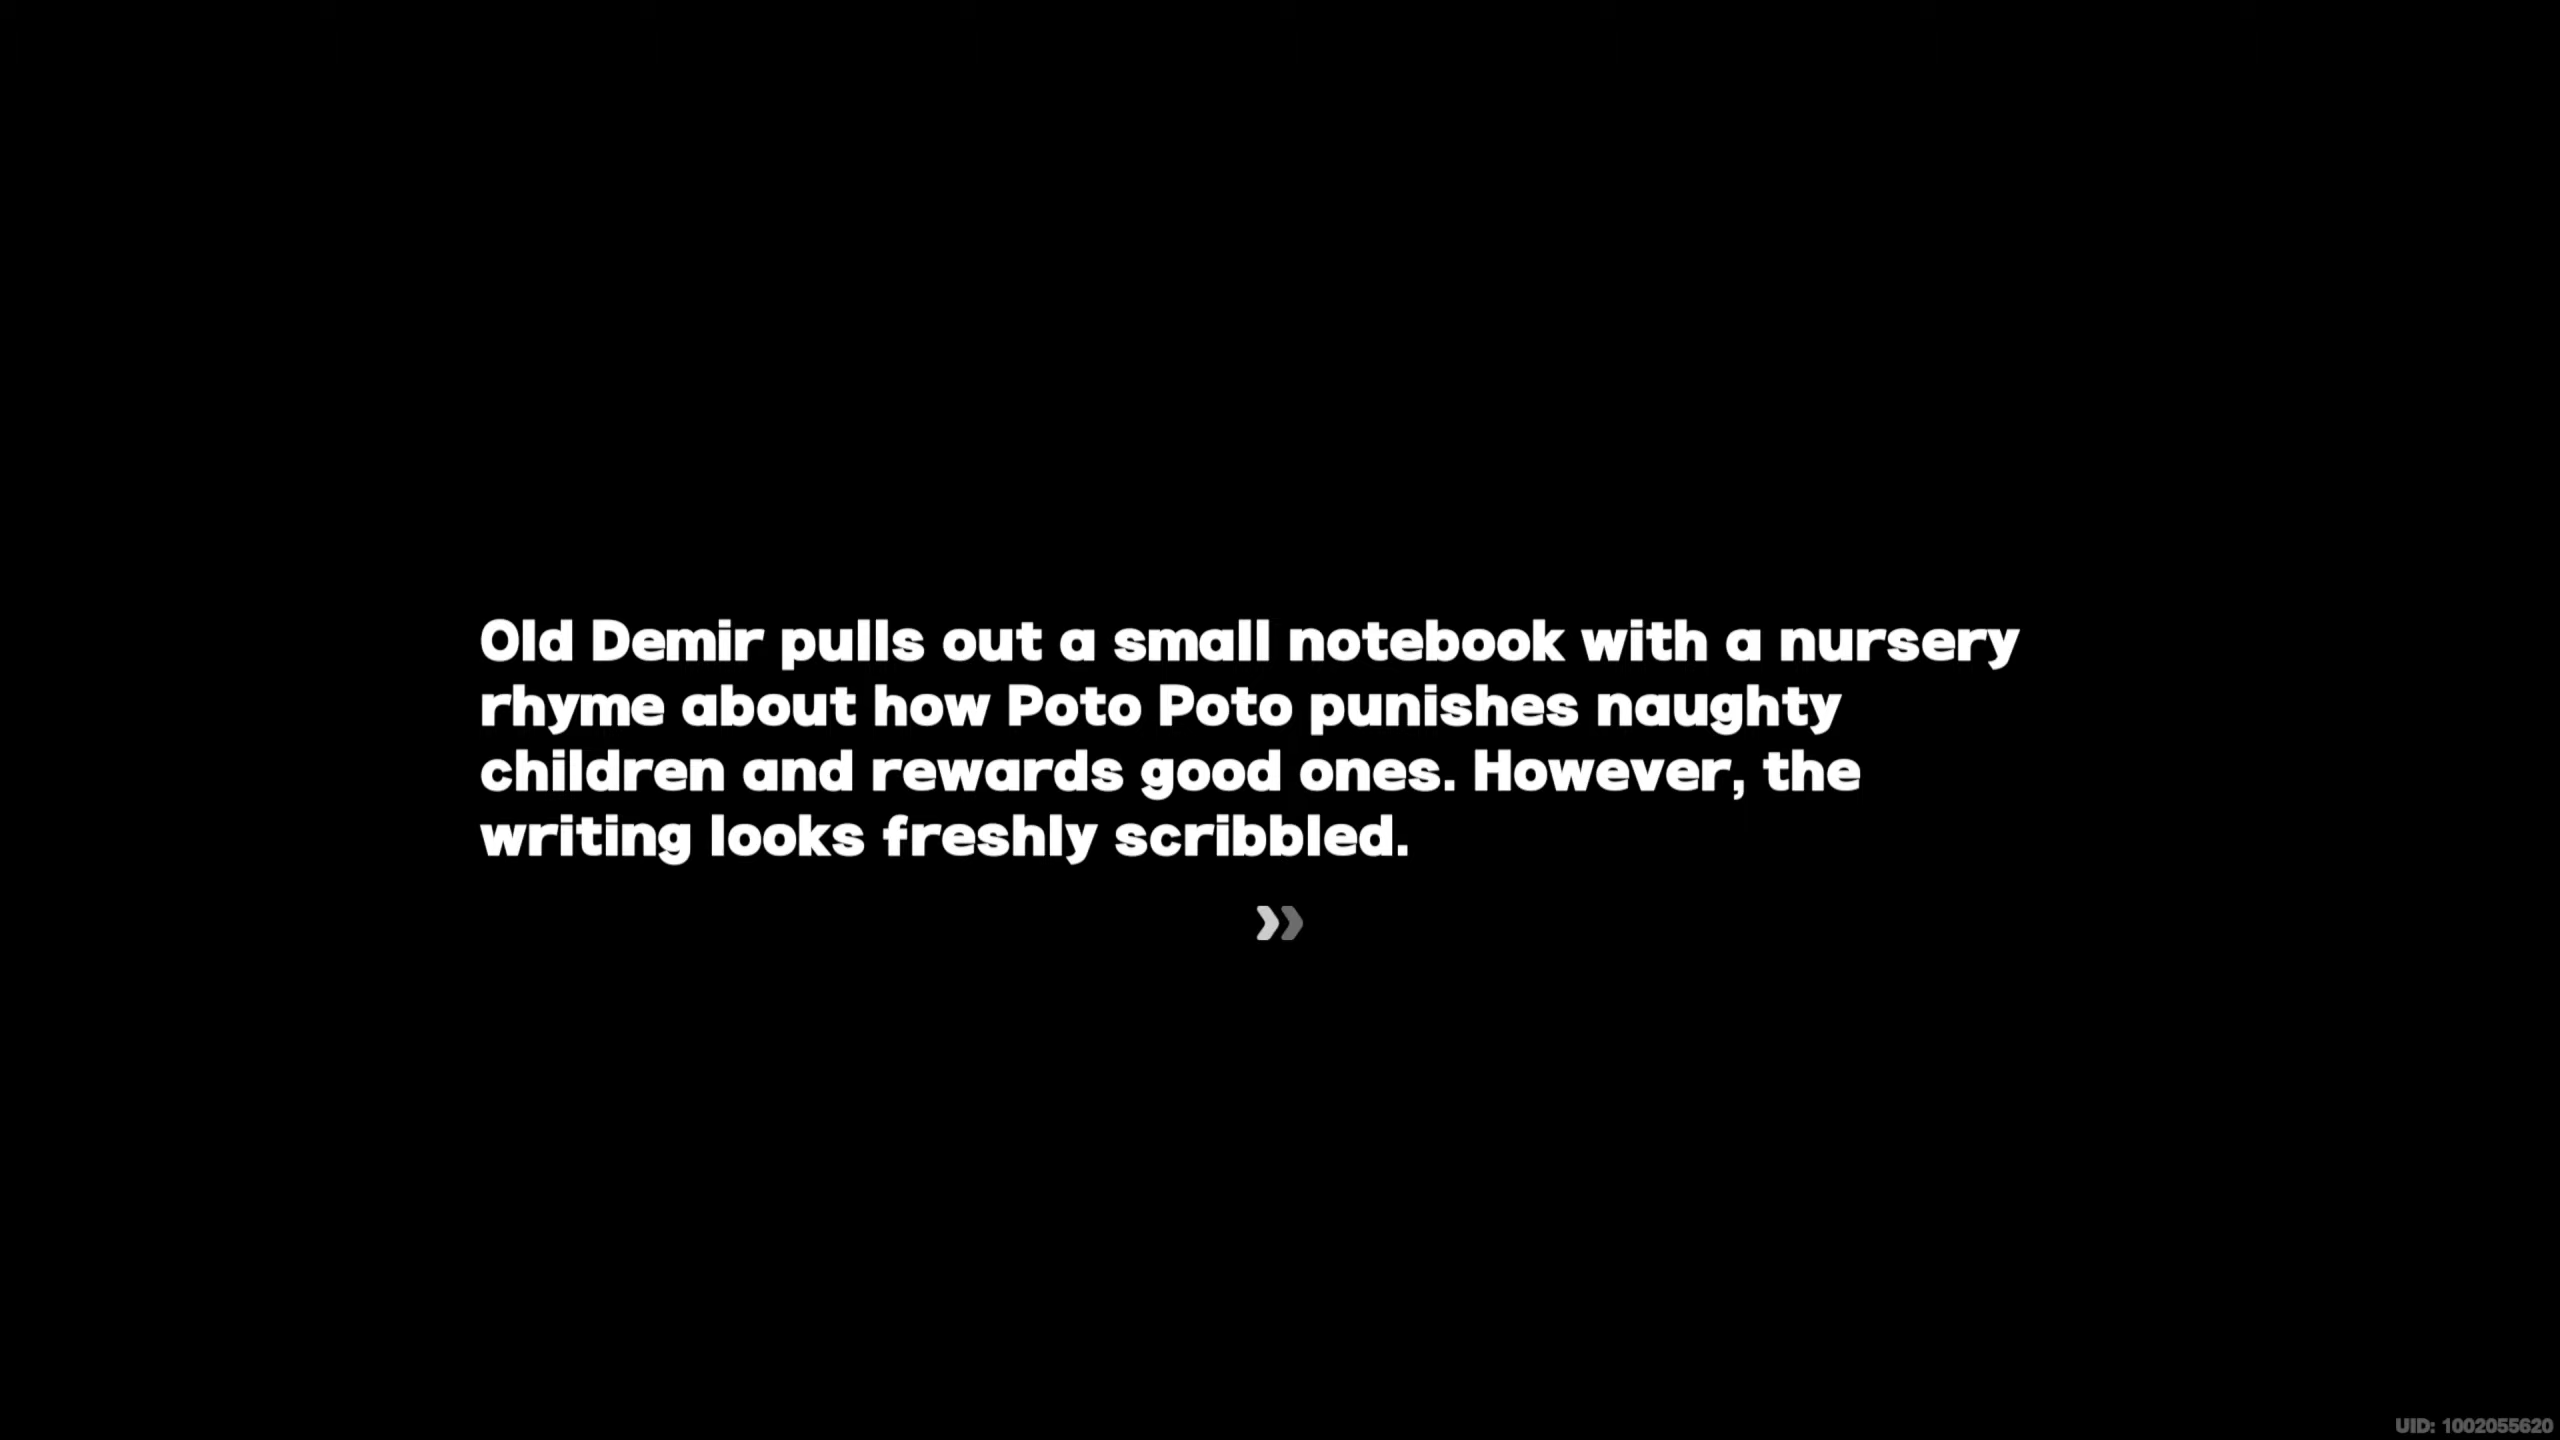 Old Demir pulls out a small notebook with a nursery
rhyme about how Poto Poto punishes naughty
children and rewards good ones. However, the
writing looks freshly scribbled.
UID: 1002055620